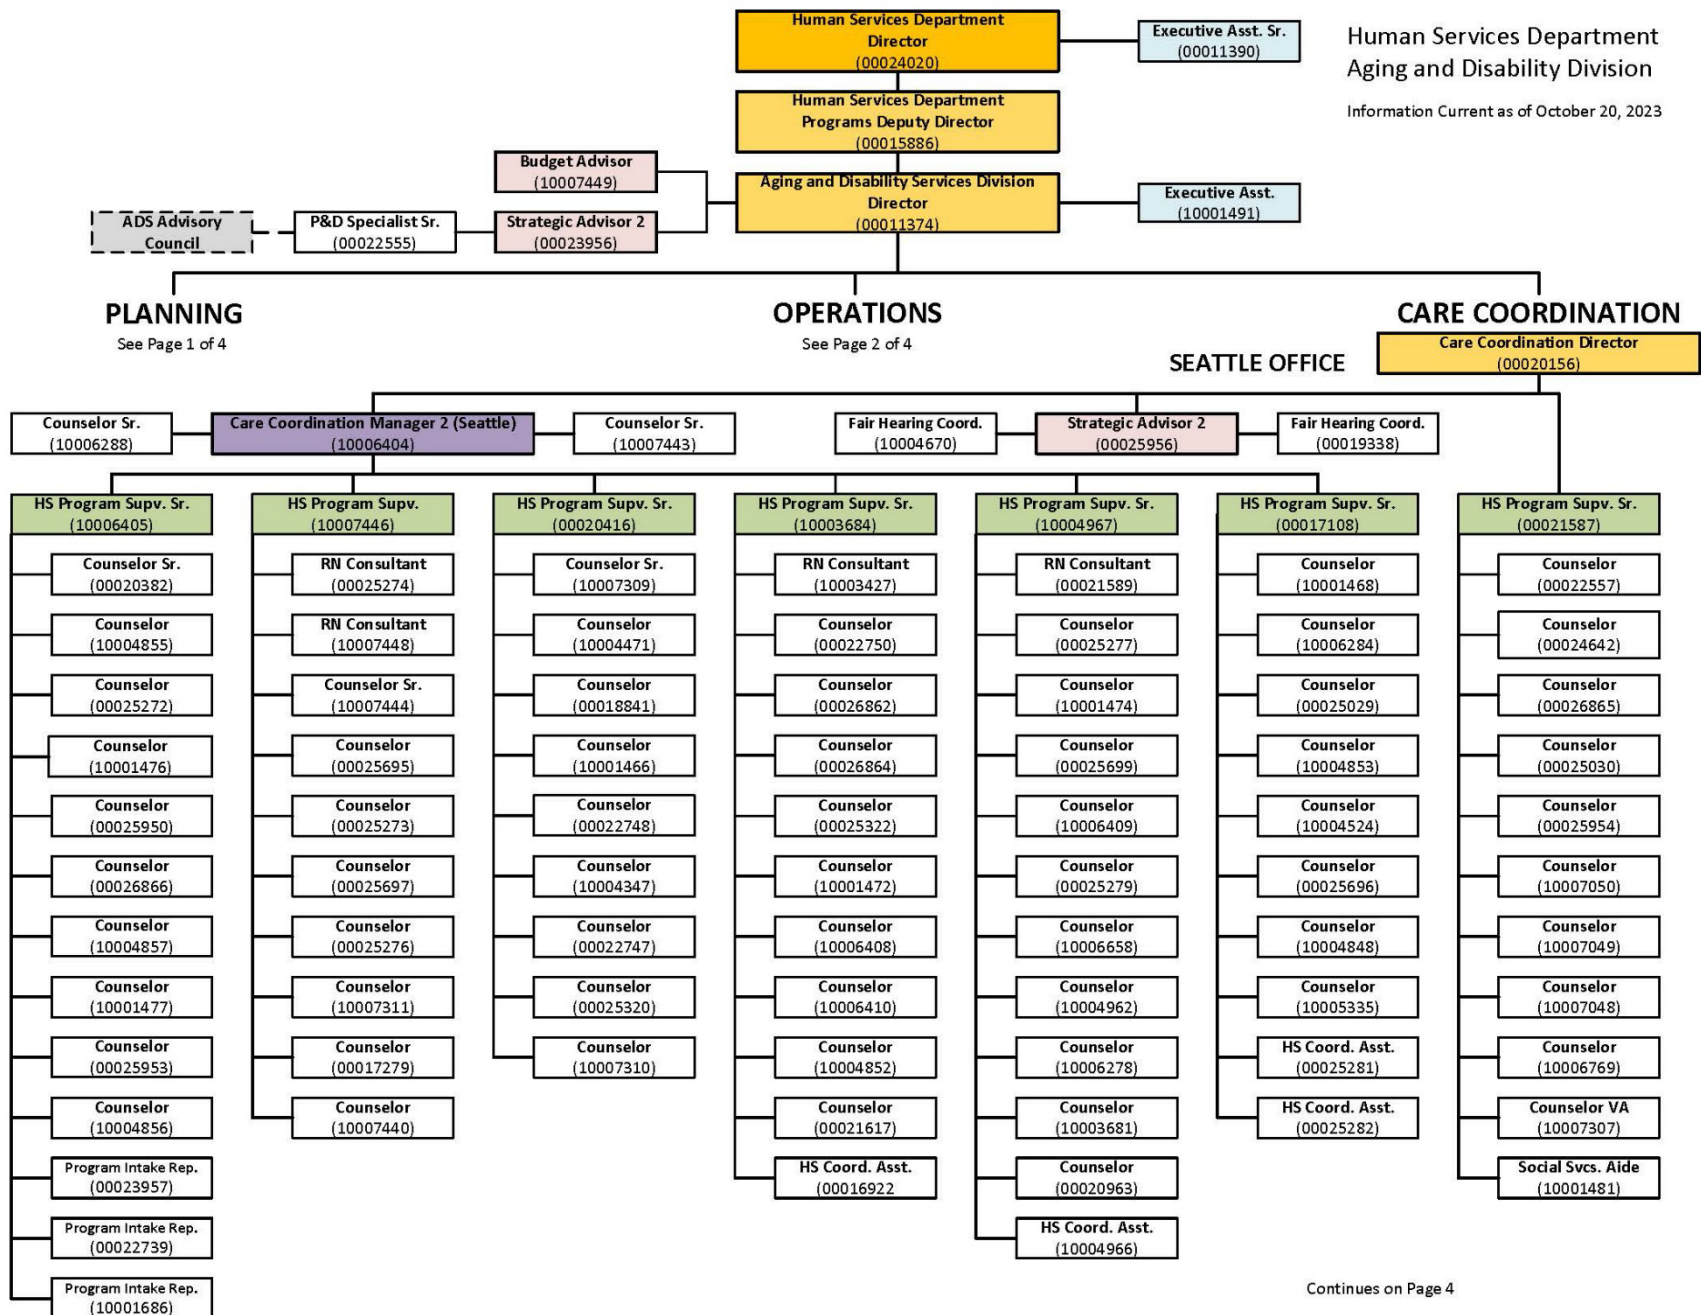 Human Services Department
Director
(00024020)
Executive Asst. Sr.
(00011390)
Human Services Department
Aging and Disability Division
Information Current as of October 20, 2023
Human Services Department
Programs Deputy Director
(00015886)
Budget Advisor
(10007449)
Aging and Disability Services Division
Director
(00011374)
Executive Asst.
(10001491)
ADS Advisory
Council
P&D Specialist Sr.
(00022555)
Strategic Advisor 2
(00023956)
PLANNING
See Page 1 of 4
OPERATIONS
See Page 2 of 4
CARE COORDINATION
Care Coordination Director
(00020156)
SEATTLE OFFICE
Counselor Sr.
(10006288)
Care Coordination Manager 2 (Seattle)
(10006404)
Counselor Sr.
(10007443)
Fair Hearing Coord.
(10004670)
Strategic Advisor 2
(00025956)
Fair Hearing Coord.
(00019338)
HS Program Supv. Sr.
(10006405)
Counselor Sr.
(00020382)
Counselor
(10004855)
Counselor
(00025272)
Counselor
(10001476)
Counselor
(00025950)
Counselor
(00026866)
Counselor
(10004857)
Counselor
(10001477)
Counselor
(00025953)
Counselor
(10004856)
Program Intake Rep.
(00023957)
Program Intake Rep.
(00022739)
Program Intake Rep.
(10001686)
HS Program Supv.
(10007446)
RN Consultant
(00025274)
RN Consultant
(10007448)
Counselor Sr.
(10007444)
Counselor
(00025695)
Counselor
(00025273)
Counselor
(00025697)
Counselor
(00025276)
Counselor
(10007311)
Counselor
(00017279)
Counselor
(10007440)
HS Program Supv. Sr.
(00020416)
Counselor Sr.
(10007309)
Counselor
(10004471)
Counselor
(00018841)
Counselor
(10001466)
Counselor
(00022748)
Counselor
(10004347)
Counselor
(00022747)
Counselor
(00025320)
Counselor
(10007310)
HS Program Supv. Sr.
(10003684)
RN Consultant
(10003427)
Counselor
(00022750)
Counselor
(00026862)
Counselor
(00026864)
Counselor
(00025322)
Counselor
(10001472)
Counselor
(10006408)
Counselor
(10006410)
Counselor
(10004852)
Counselor
(00021617)
HS Coord. Asst.
(00016922
HS Program Supv. Sr.
(10004967)
RN Consultant
(00021589)
Counselor
(00025277)
Counselor
(10001474)
Counselor
(00025699)
Counselor
(10006409)
Counselor
(00025279)
Counselor
(10006658)
Counselor
(10004962)
Counselor
(10006278)
Counselor
(10003681)
Counselor
(00020963)
HS Coord. Asst.
(10004966)
HS Program Supv. Sr.
(00017108)
Counselor
(10001468)
Counselor
(10006284)
Counselor
(00025029)
Counselor
(10004853)
Counselor
(10004524)
Counselor
(00025696)
Counselor
(10004848)
Counselor
(10005335)
HS Coord. Asst.
(00025281)
HS Coord. Asst.
(00025282)
HS Program Supv. Sr.
(00021587)
Counselor
(00022557)
Counselor
(00024642)
Counselor
(00026865)
Counselor
(00025030)
Counselor
(00025954)
Counselor
(10007050)
Counselor
(10007049)
Counselor
(10007048)
Counselor
(10006769)
Counselor VA
(10007307)
Social Svcs. Aide
(10001481)
Continues on Page 4